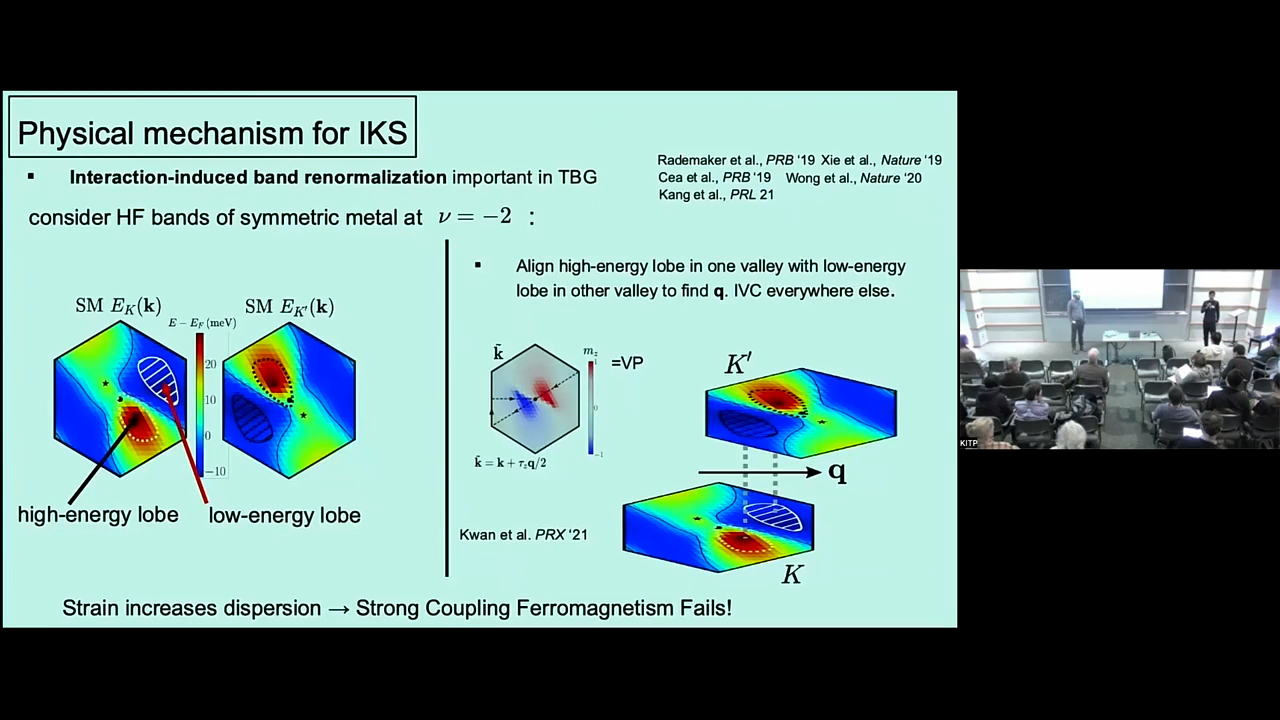 Physical mechanism for IKS
▪ Interaction-induced band renormalization important in TBG
consider HF bands of symmetric metal at ν = −2 :
Rademaker et al., PRB '19 Xie et al., Nature '19
Cea et al., PRB '19 Wong et al., Nature '20
Kang et al., PRL 21
SM E_K(k)
SM E_K′(k)
E − E_F (meV)
20
10
0
−10
high-energy lobe
low-energy lobe
▪ Align high-energy lobe in one valley with low-energy
lobe in other valley to find q. IVC everywhere else.
k̃
m_z
=VP
1
0
−1
k̃ = k + τ_z q/2
K′
q
K
Kwan et al. PRX '21
Strain increases dispersion → Strong Coupling Ferromagnetism Fails!
KITP